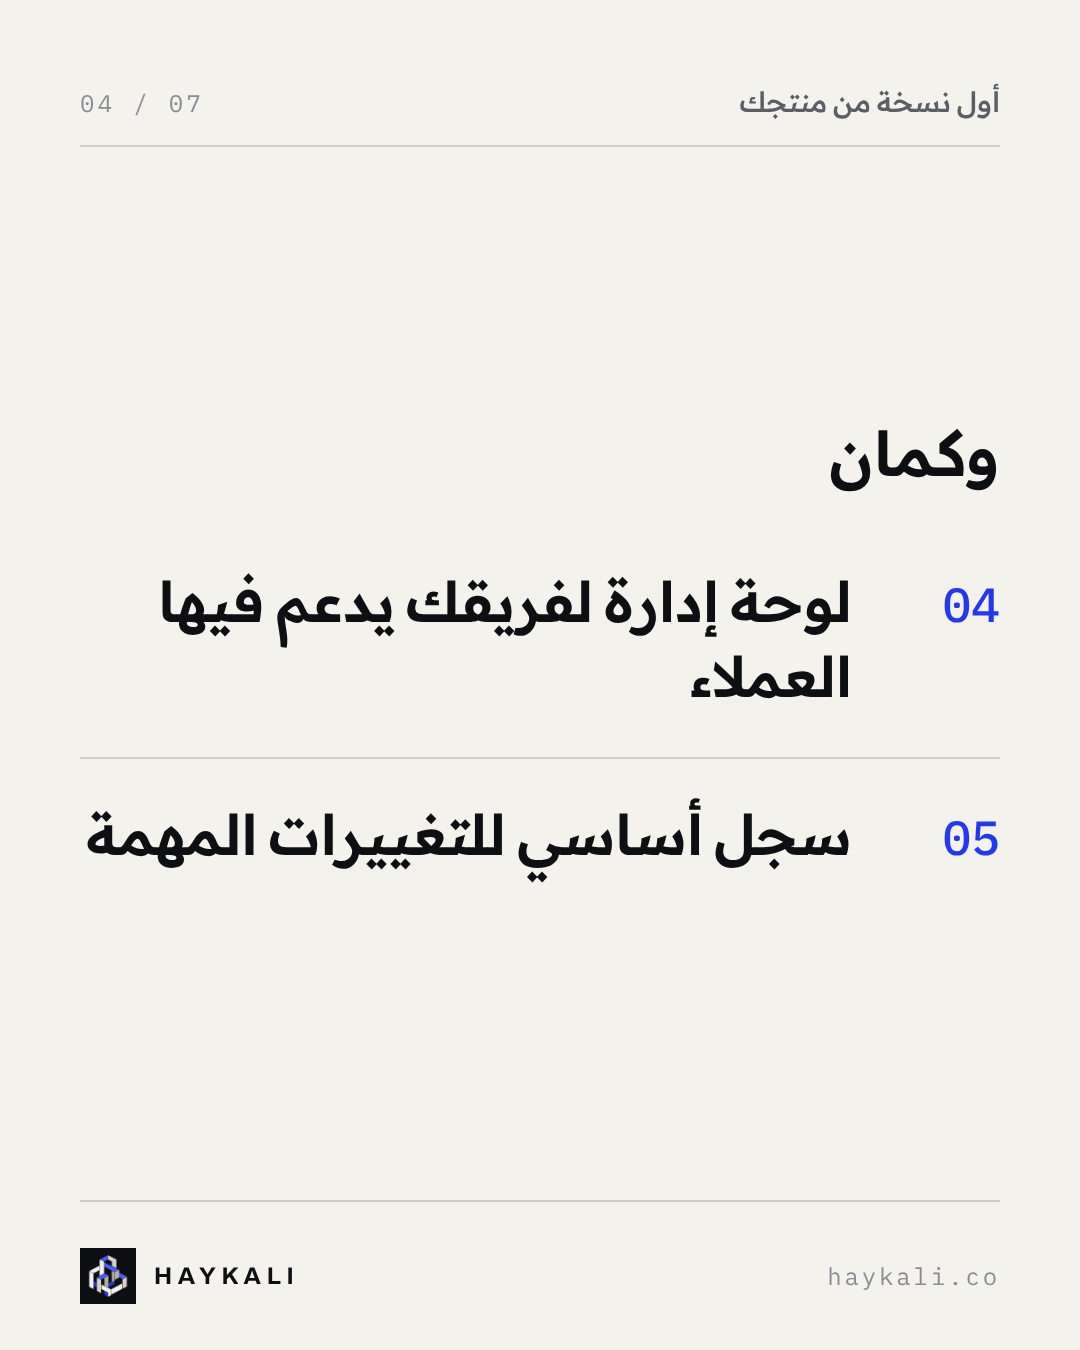 أول نسخة من منتجك
04 / 07
وكمان
04 لوحة إدارة لفريقك يدعم فيها
العملاء
05 سجل أساسي للتغييرات المهمة
HAYKALI
haykali.co